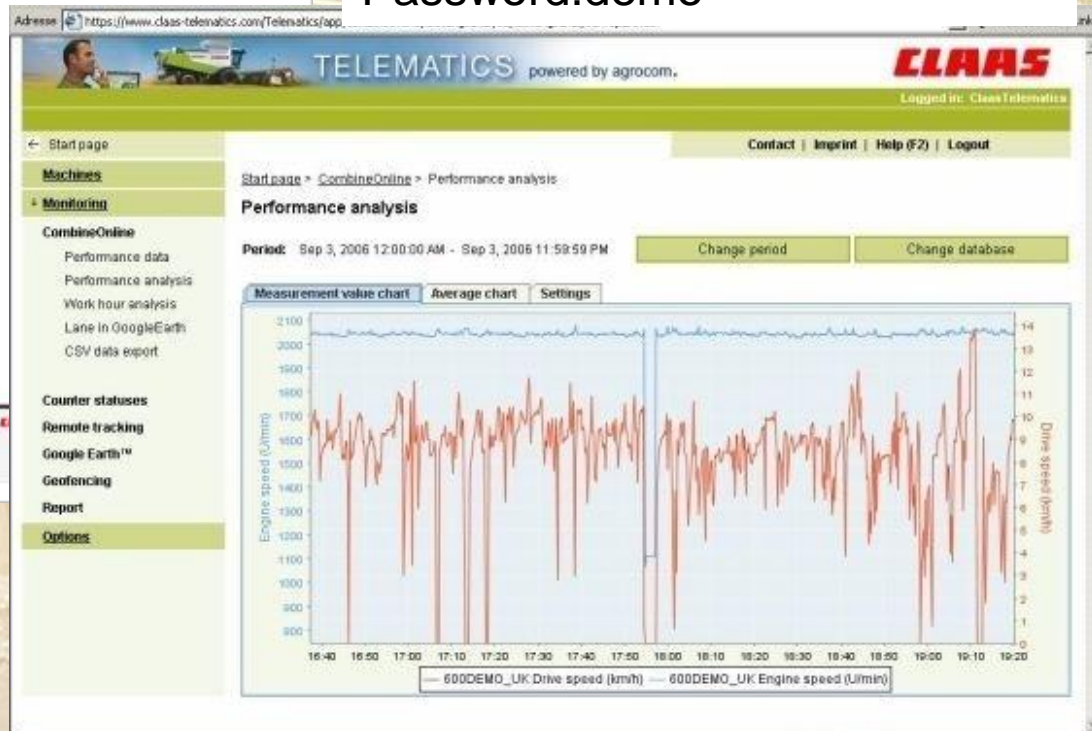 Password:demo
Adresse https://www.claas-telematics.com/Telematics/app
TELEMATICS powered by agrocom.
CLAAS
Logged in: ClaasTelematics
← Start page
Contact | Imprint | Help (F2) | Logout
Machines
Monitoring
CombineOnline
Performance data
Performance analysis
Work hour analysis
Lane in GoogleEarth
CSV data export
Counter statuses
Remote tracking
Google Earth™
Geofencing
Report
Options
Start page > CombineOnline > Performance analysis
Performance analysis
Period: Sep 3, 2006 12:00:00 AM - Sep 3, 2006 11:59:59 PM
Change period
Change database
Measurement value chart
Average chart
Settings
Engine speed (U/min)
2100
2000
1900
1800
1700
1600
1500
1400
1300
1200
1100
1000
900
800
14
13
12
11
10
9
8
7
6
5
4
3
2
1
0
Drive speed (km/h)
16:40 16:50 17:00 17:10 17:20 17:30 17:40 17:50 18:00 18:10 18:20 18:30 18:40 18:50 19:00 19:10 19:20
600DEMO_UK Drive speed (km/h) 600DEMO_UK Engine speed (U/min)